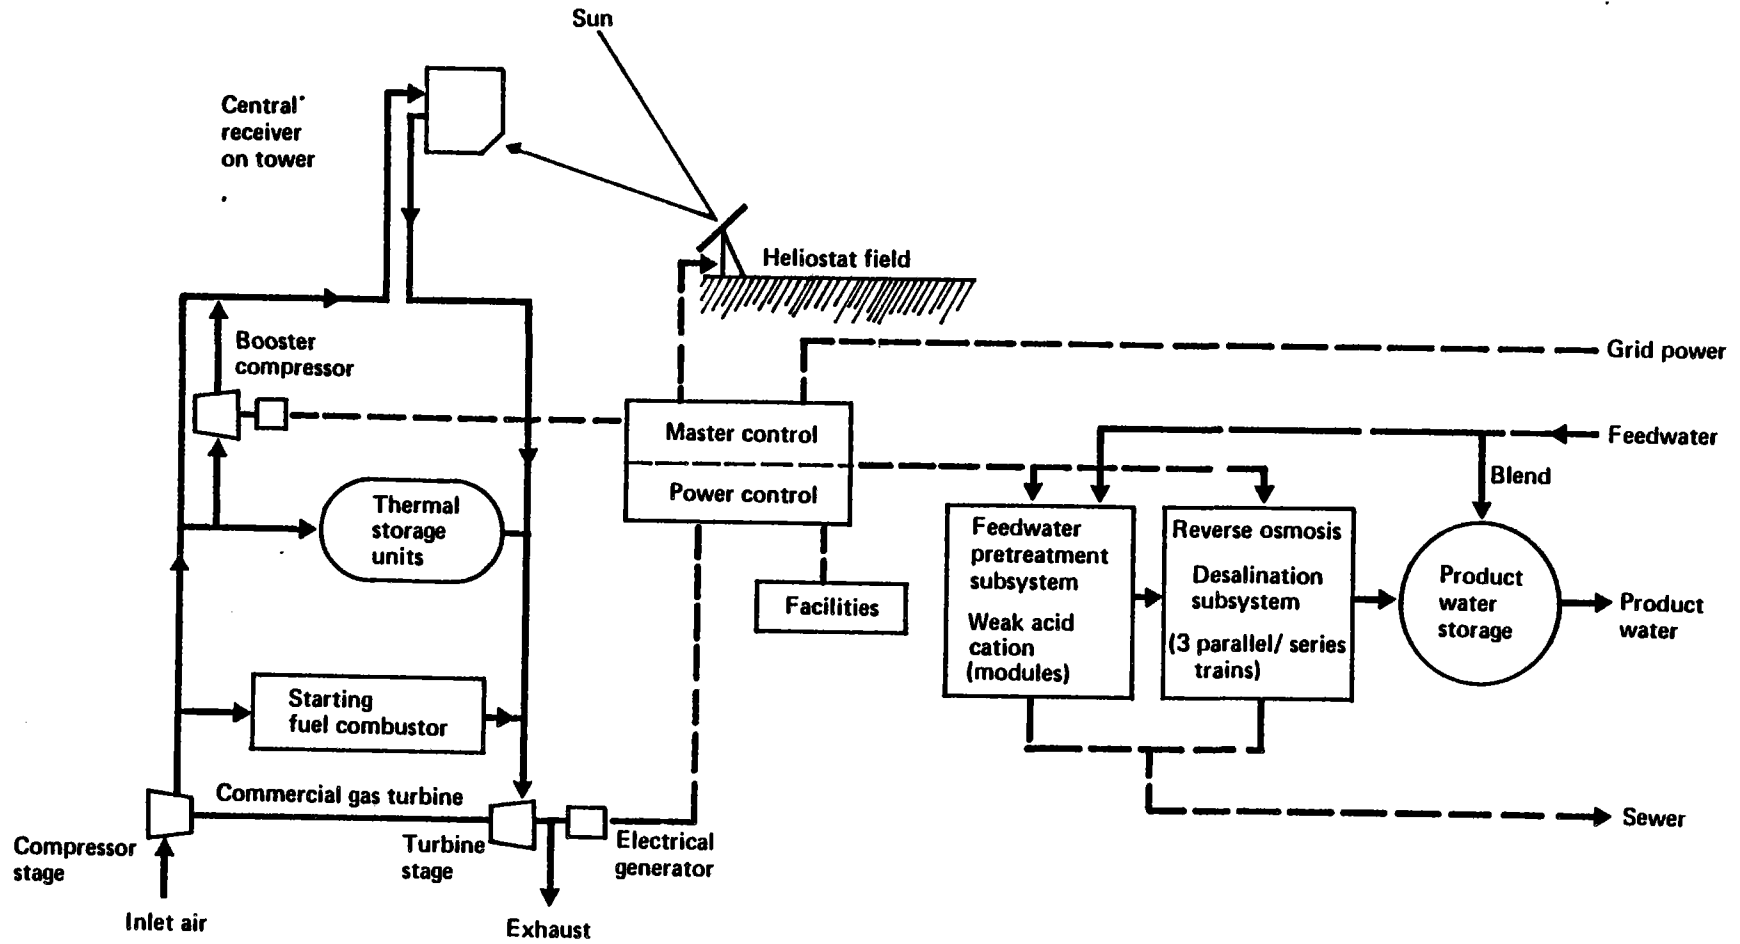 Sun
Central
receiver
on tower
Heliostat field
Booster
compressor
Grid power
Master control
Feedwater
Power control
Blend
Thermal
storage
units
Feedwater
pretreatment
subsystem
Weak acid
cation
(modules)
Reverse osmosis
Desalination
subsystem
(3 parallel/ series
trains)
Product
water
storage
Product
water
Facilities
Starting
fuel combustor
Commercial gas turbine
Compressor
stage
Turbine
stage
Electrical
generator
Sewer
Inlet air
Exhaust